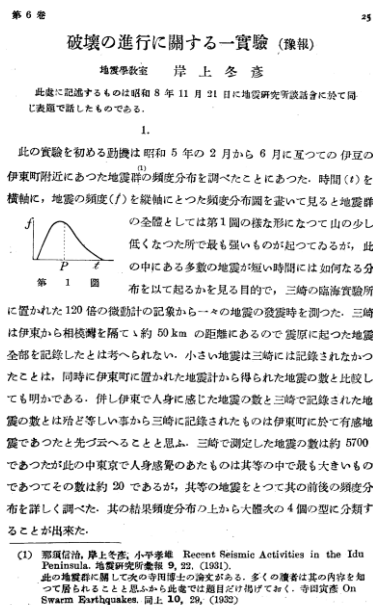 第6巻
25
破壞の進行に關する一實驗 (豫報)
地震學教室 岸上冬彥
此處に記述するものは昭和8年11月21日に地震研究所談話會に於て同
じ表題で話したものである.
1.
此の實驗を初める動機は昭和5年の2月から6月に亙つての伊豆の
伊東町附近にあつた地震群(1)の頻度分布を調べたことにあつた. 時間(t)を
橫軸に, 地震の頻度(f)を縱軸にとつた頻度分布圖を畫いて見ると地震群
の全體としては第1圖の樣な形になつて山の少し
低くなつた所で最も强いものが起つてゐるが, 此
の中にある多數の地震が短い時間には如何なる分
布を以て起るかを見る目的で, 三崎の臨海實驗所
f
P
t
第1圖
に置かれた120倍の微動計の記象から一々の地震の發震時を測つた. 三崎
は伊東から相模灣を隔てゝ約50kmの距離にあるので震原に起つた地震
全部を記錄したとは考へられない. 小さい地震は三崎には記錄されなかつ
たことは, 同時に伊東町に置かれた地震計から得られた地震の數と比較し
ても明かである. 併し伊東で人身に感じた地震の數と三崎で記錄された地
震の數とは殆ど等しい事から三崎に記錄されたものは伊東町に於て有感地
震であつたと先づ云へることと思ふ. 三崎で測定した地震の數は約5700
であつたが此の中東京で人身感覺のあたものは其等の中で最も大きいもの
であつてその數は約20であるが, 其等の地震をとつて其の前後の頻度分
布を詳しく調べた. 其の結果頻度分布の上から大體次の4個の型に分類す
ることが出來た.
(1) 那須信治, 岸上冬彥, 小平孝雄 Recent Seismic Activities in the Idu
Peninsula. 地震硏究所彙報 9, 22, (1931).
此の地震群に關して次の寺田博士の論文がある. 多くの讀者は其の內容を知
つて居られることと思ふから此處では題目だけ揭げておく. 寺田寅彥 On
Swarm Earthquakes. 同上 10, 29, (1932)